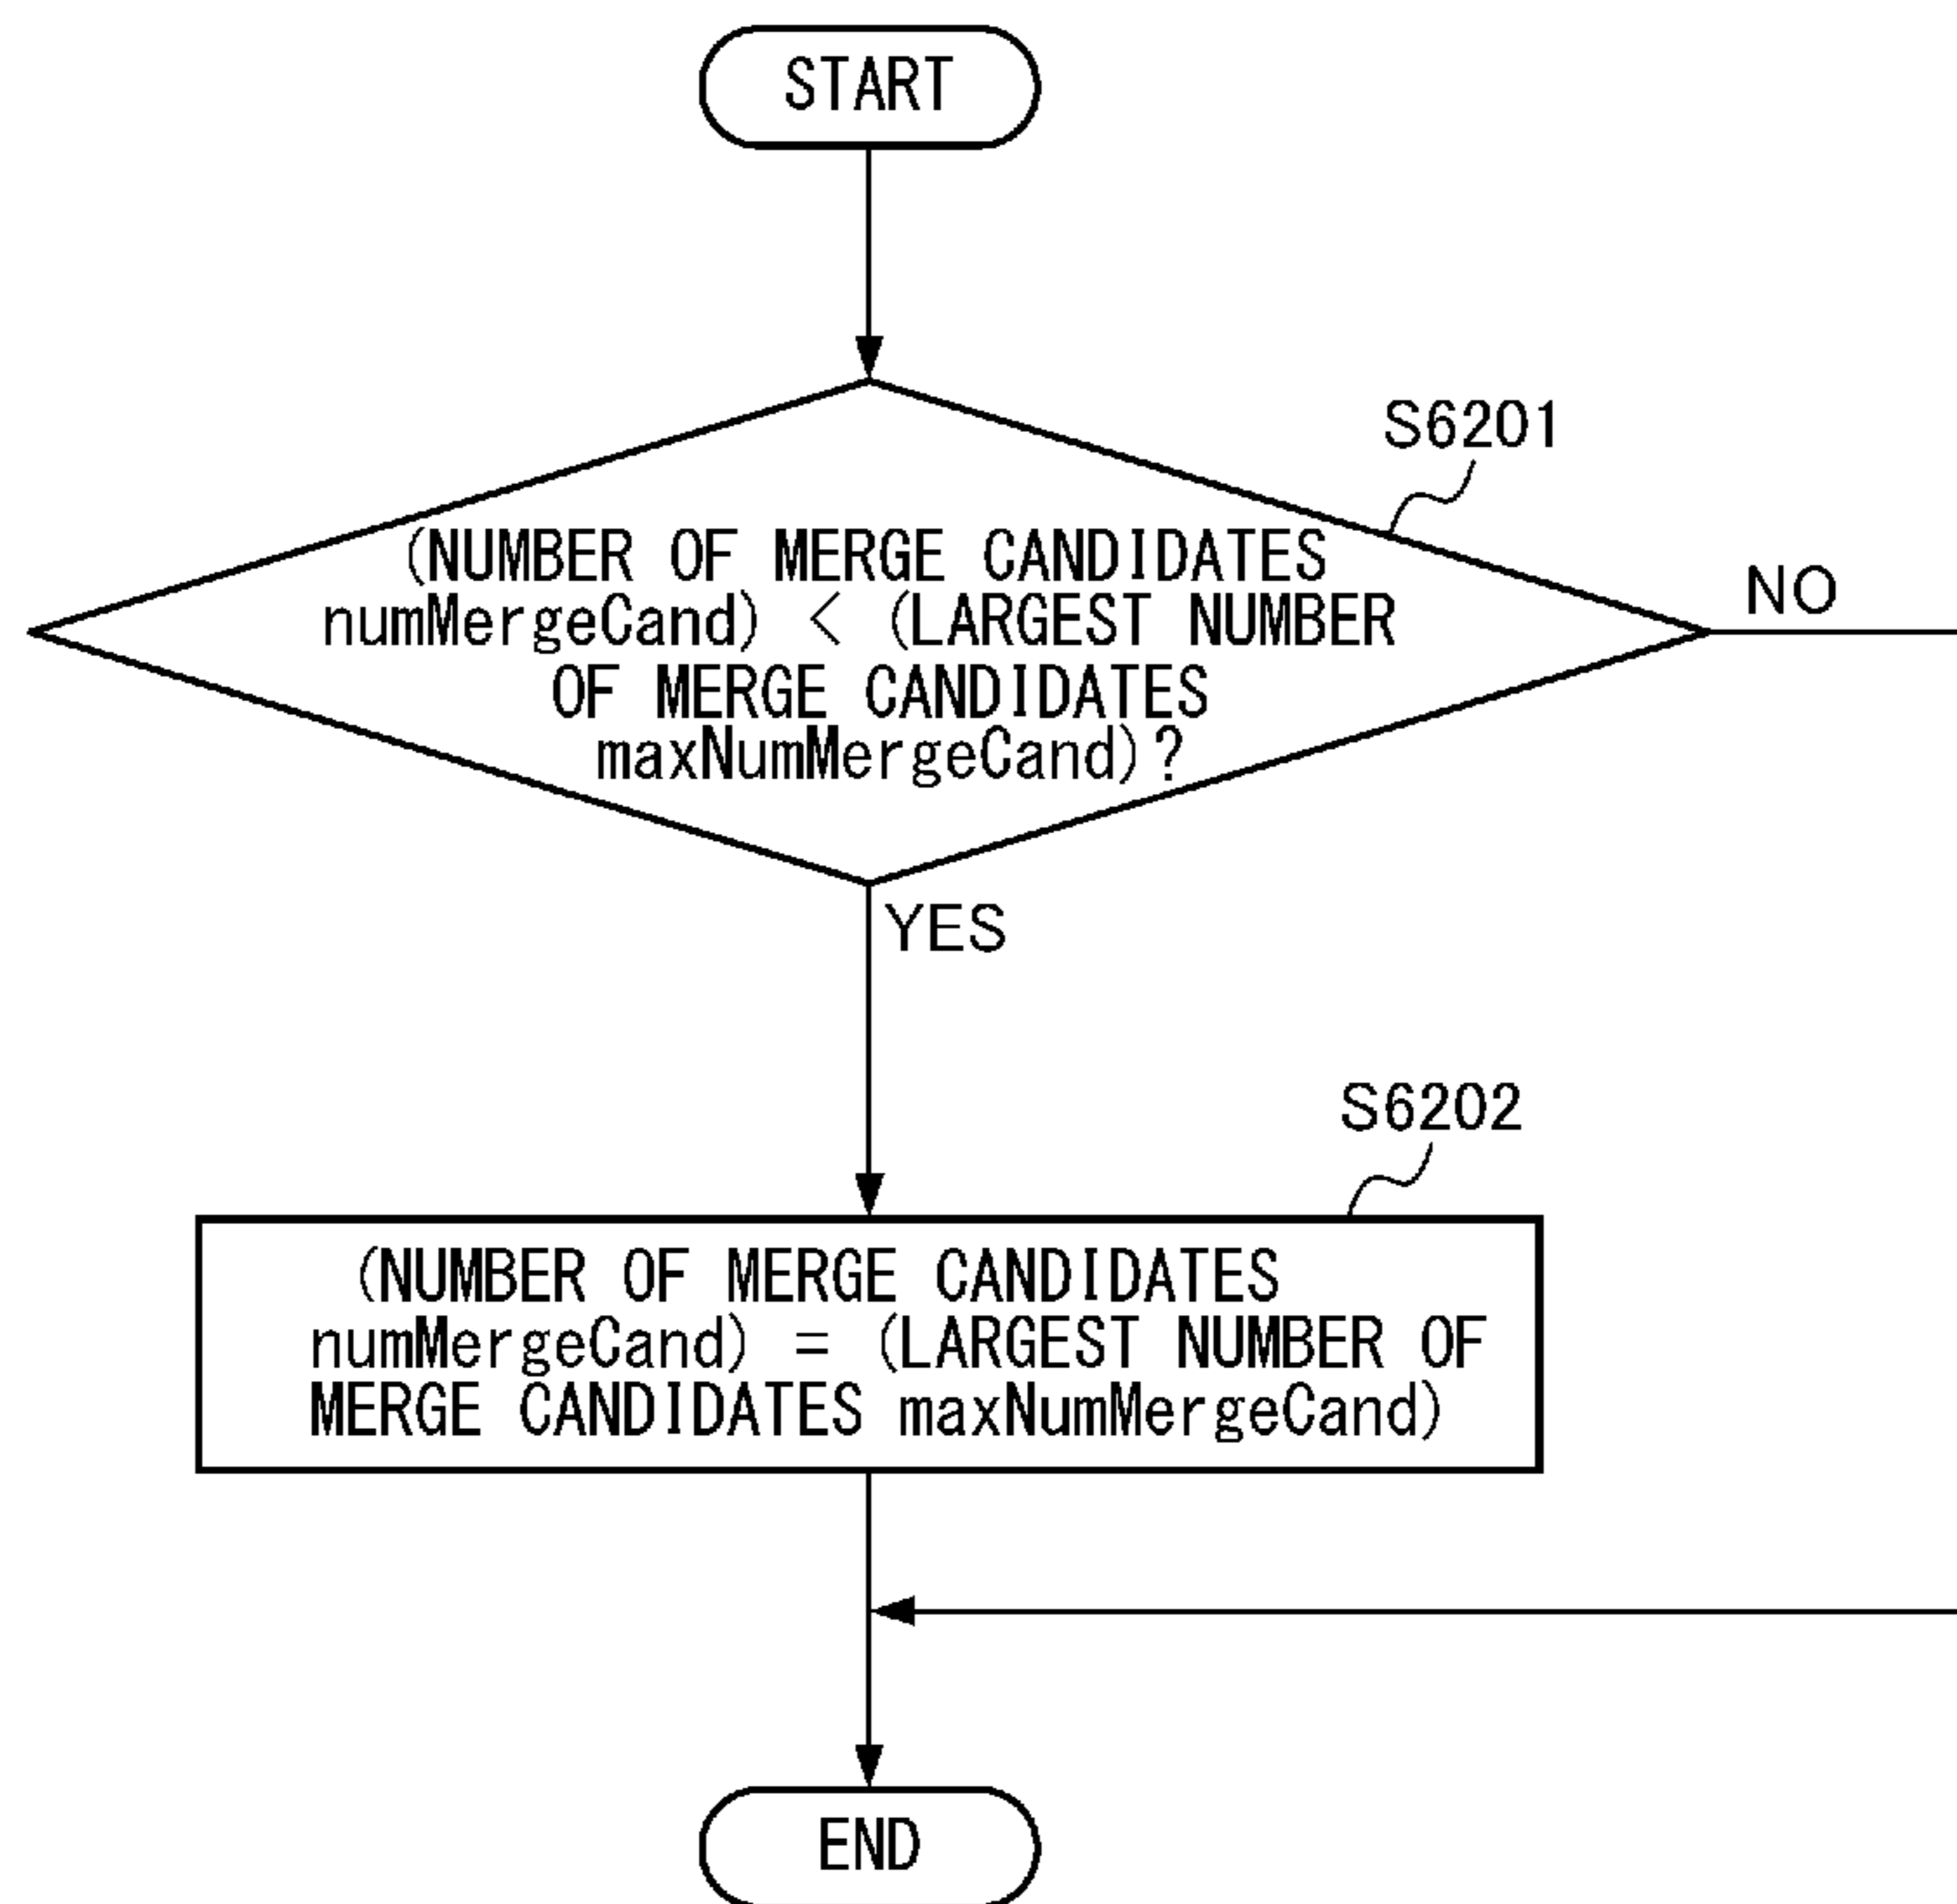 START
S6201
(NUMBER OF MERGE CANDIDATES
numMergeCand) < (LARGEST NUMBER
OF MERGE CANDIDATES
maxNumMergeCand)?
NO
YES
S6202
(NUMBER OF MERGE CANDIDATES
numMergeCand) = (LARGEST NUMBER OF
MERGE CANDIDATES maxNumMergeCand)
END